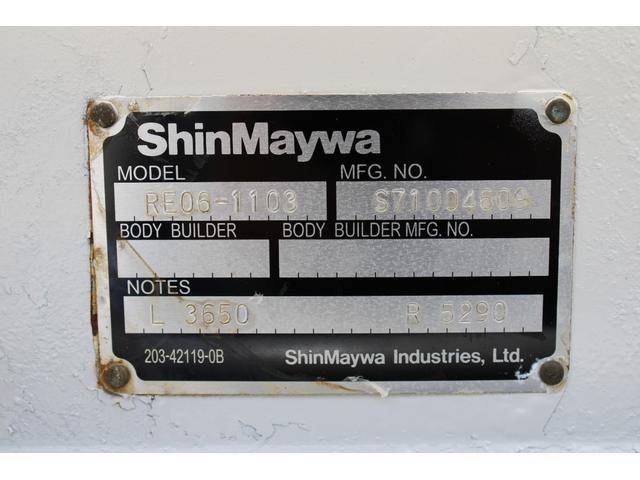 ShinMaywa
MODEL MFG. NO.
RE06-1103
BODY BUILDER BODY BUILDER MFG. NO.
NOTES
L 3650 R 5290
203-42119-0B ShinMaywa Industries, Ltd.